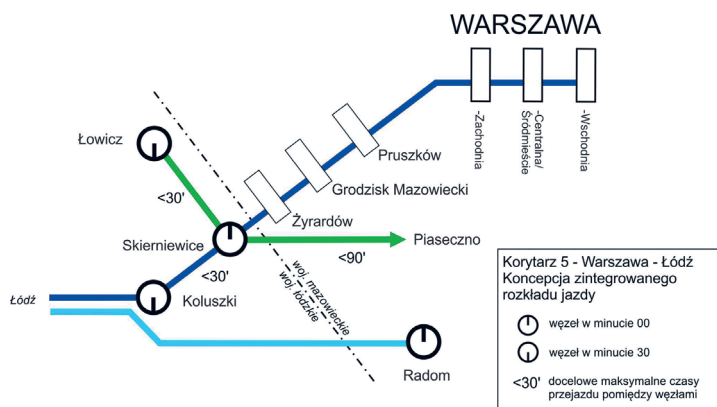 WARSZAWA
-Zachodnia
-Centralna/
Śródmieście
-Wschodnia
Łowicz
Pruszków
Grodzisk Mazowiecki
<30'
Żyrardów
Skierniewice
Piaseczno
<30'
<90'
woj. mazowieckie
woj. łódzkie
Łódź
Koluszki
Radom
Korytarz 5 - Warszawa - Łódź
Koncepcja zintegrowanego
rozkładu jazdy
węzeł w minucie 00
węzeł w minucie 30
<30' docelowe maksymalne czasy
przejazdu pomiędzy węzłami